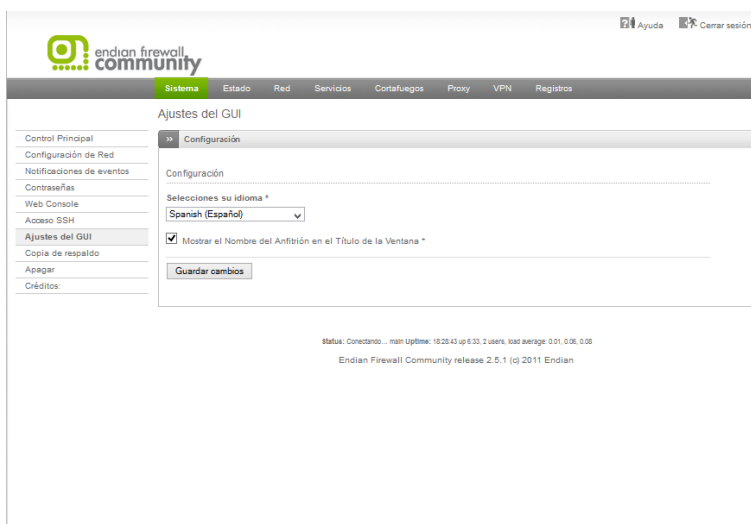 Ayuda Cerrar sesión
endian firewall
community
Sistema Estado Red Servicios Cortafuegos Proxy VPN Registros
Ajustes del GUI
Control Principal
Configuración de Red
Notificaciones de eventos
Contraseñas
Web Console
Acceso SSH
Ajustes del GUI
Copia de respaldo
Apagar
Créditos:
>> Configuración
Configuración
Selecciones su idioma *
Spanish (Español)
Mostrar el Nombre del Anfitrión en el Título de la Ventana *
Guardar cambios
Status: Conectando... main Uptime: 18:28:43 up 6:33, 2 users, load average: 0.01, 0.06, 0.08
Endian Firewall Community release 2.5.1 (c) 2011 Endian